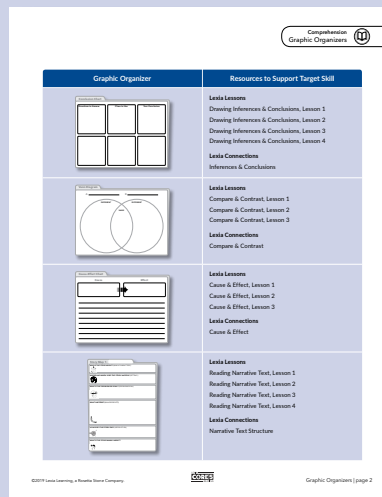 Comprehension
Graphic Organizers
Graphic Organizer
Resources to Support Target Skill
Lexia Lessons
Drawing Inferences & Conclusions, Lesson 1
Drawing Inferences & Conclusions, Lesson 2
Drawing Inferences & Conclusions, Lesson 3
Drawing Inferences & Conclusions, Lesson 4
Lexia Connections
Inferences & Conclusions
Lexia Lessons
Compare & Contrast, Lesson 1
Compare & Contrast, Lesson 2
Compare & Contrast, Lesson 3
Lexia Connections
Compare & Contrast
Cause
Effect
Lexia Lessons
Cause & Effect, Lesson 1
Cause & Effect, Lesson 2
Cause & Effect, Lesson 3
Lexia Connections
Cause & Effect
Lexia Lessons
Reading Narrative Text, Lesson 1
Reading Narrative Text, Lesson 2
Reading Narrative Text, Lesson 3
Reading Narrative Text, Lesson 4
Lexia Connections
Narrative Text Structure
©2019 Lexia Learning, a Rosetta Stone Company
core5
Graphic Organizers | page 2